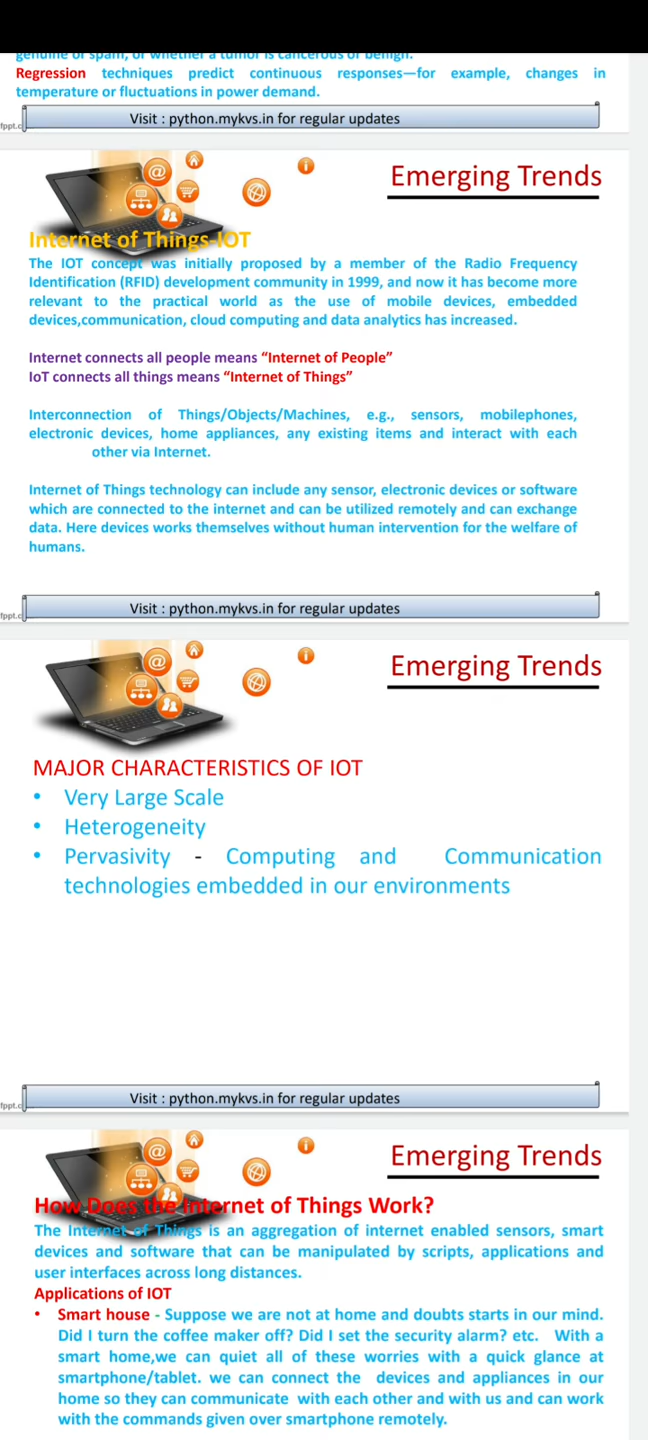 genuine or spam, or whether a tumor is cancerous or benign.
Regression techniques predict continuous responses—for example, changes in
temperature or fluctuations in power demand.
Visit : python.mykvs.in for regular updates
fppt.c
Emerging Trends
Internet of Things-IOT
The IOT concept was initially proposed by a member of the Radio Frequency
Identification (RFID) development community in 1999, and now it has become more
relevant to the practical world as the use of mobile devices, embedded
devices,communication, cloud computing and data analytics has increased.
Internet connects all people means “Internet of People”
IoT connects all things means “Internet of Things”
Interconnection of Things/Objects/Machines, e.g., sensors, mobilephones,
electronic devices, home appliances, any existing items and interact with each
other via Internet.
Internet of Things technology can include any sensor, electronic devices or software
which are connected to the internet and can be utilized remotely and can exchange
data. Here devices works themselves without human intervention for the welfare of
humans.
Visit : python.mykvs.in for regular updates
fppt.c
Emerging Trends
MAJOR CHARACTERISTICS OF IOT
• Very Large Scale
• Heterogeneity
• Pervasivity - Computing and Communication
technologies embedded in our environments
Visit : python.mykvs.in for regular updates
fppt.c
Emerging Trends
How Does the Internet of Things Work?
The Internet of Things is an aggregation of internet enabled sensors, smart
devices and software that can be manipulated by scripts, applications and
user interfaces across long distances.
Applications of IOT
• Smart house - Suppose we are not at home and doubts starts in our mind.
Did I turn the coffee maker off? Did I set the security alarm? etc. With a
smart home,we can quiet all of these worries with a quick glance at
smartphone/tablet. we can connect the devices and appliances in our
home so they can communicate with each other and with us and can work
with the commands given over smartphone remotely.